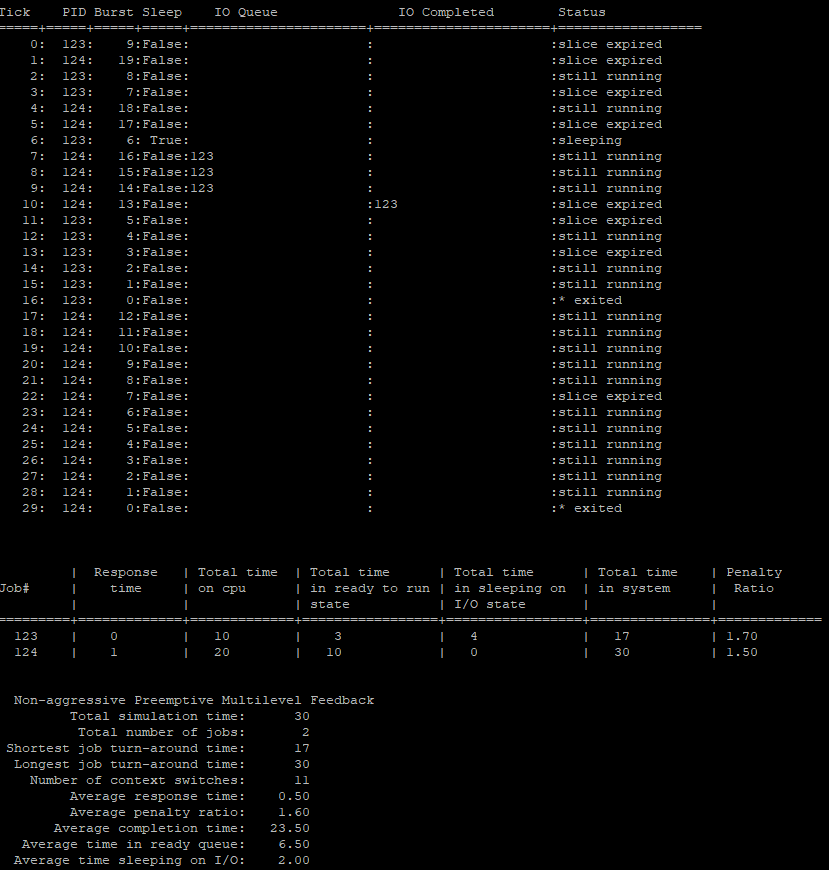 Tick    PID Burst Sleep    IO Queue               IO Completed        Status
=====+=====+=====+=====+======================+======================+==================
    0:  123:    9:False:                      :                      :slice expired
    1:  124:   19:False:                      :                      :slice expired
    2:  123:    8:False:                      :                      :still running
    3:  123:    7:False:                      :                      :slice expired
    4:  124:   18:False:                      :                      :still running
    5:  124:   17:False:                      :                      :slice expired
    6:  123:    6: True:                      :                      :sleeping
    7:  124:   16:False:123                   :                      :still running
    8:  124:   15:False:123                   :                      :still running
    9:  124:   14:False:123                   :                      :still running
   10:  124:   13:False:                      :123                   :slice expired
   11:  123:    5:False:                      :                      :slice expired
   12:  123:    4:False:                      :                      :still running
   13:  123:    3:False:                      :                      :slice expired
   14:  123:    2:False:                      :                      :still running
   15:  123:    1:False:                      :                      :still running
   16:  123:    0:False:                      :                      :* exited
   17:  124:   12:False:                      :                      :still running
   18:  124:   11:False:                      :                      :still running
   19:  124:   10:False:                      :                      :still running
   20:  124:    9:False:                      :                      :still running
   21:  124:    8:False:                      :                      :still running
   22:  124:    7:False:                      :                      :slice expired
   23:  124:    6:False:                      :                      :still running
   24:  124:    5:False:                      :                      :still running
   25:  124:    4:False:                      :                      :still running
   26:  124:    3:False:                      :                      :still running
   27:  124:    2:False:                      :                      :still running
   28:  124:    1:False:                      :                      :still running
   29:  124:    0:False:                      :                      :* exited
         |  Response   | Total time  | Total time       | Total time      | Total time    | Penalty
Job#     |    time     | on cpu      | in ready to run  | in sleeping on  | in system     |  Ratio
         |             |             | state            | I/O state       |               |
=========+=============+=============+==================+=================+===============+=============
  123    |    0        |   10        |    3             |   4             |   17          | 1.70
  124    |    1        |   20        |   10             |   0             |   30          | 1.50
Non-aggressive Preemptive Multilevel Feedback
Total simulation time:      30
Total number of jobs:       2
Shortest job turn-around time:      17
Longest job turn-around time:      30
Number of context switches:      11
Average response time:    0.50
Average penalty ratio:    1.60
Average completion time:   23.50
Average time in ready queue:    6.50
Average time sleeping on I/O:    2.00